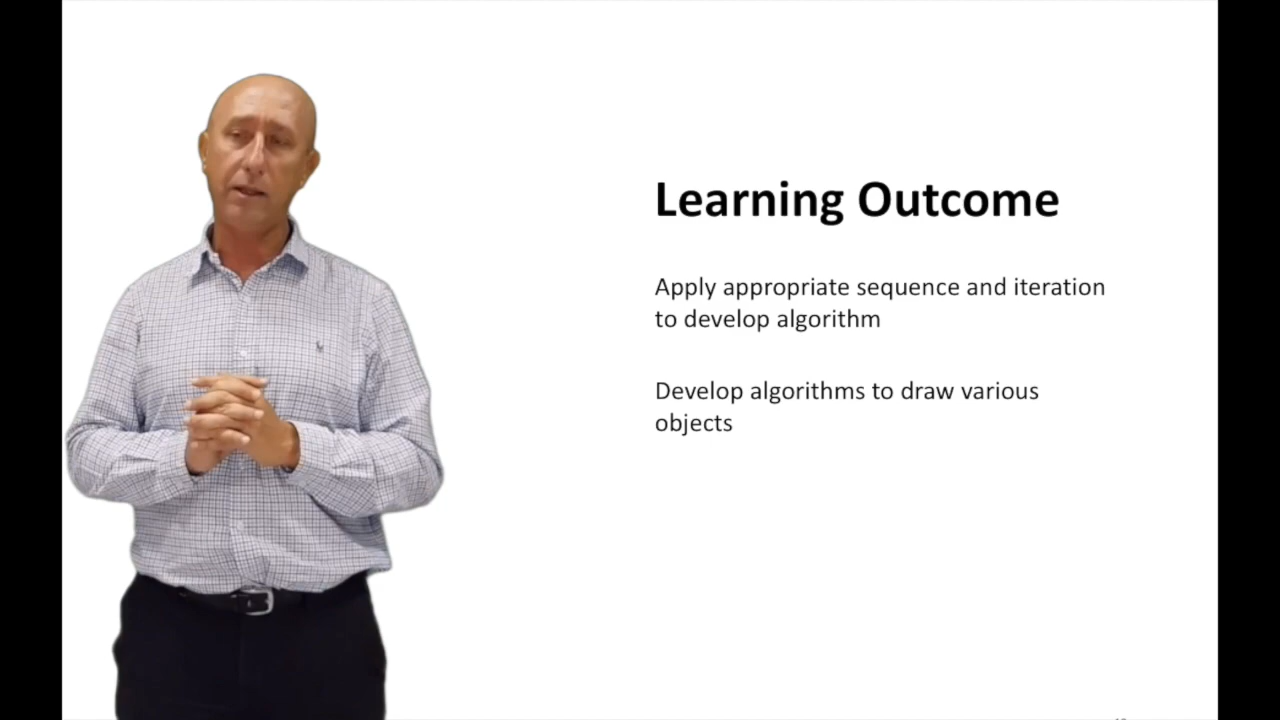 Learning Outcome
Apply appropriate sequence and iteration
to develop algorithm
Develop algorithms to draw various
objects